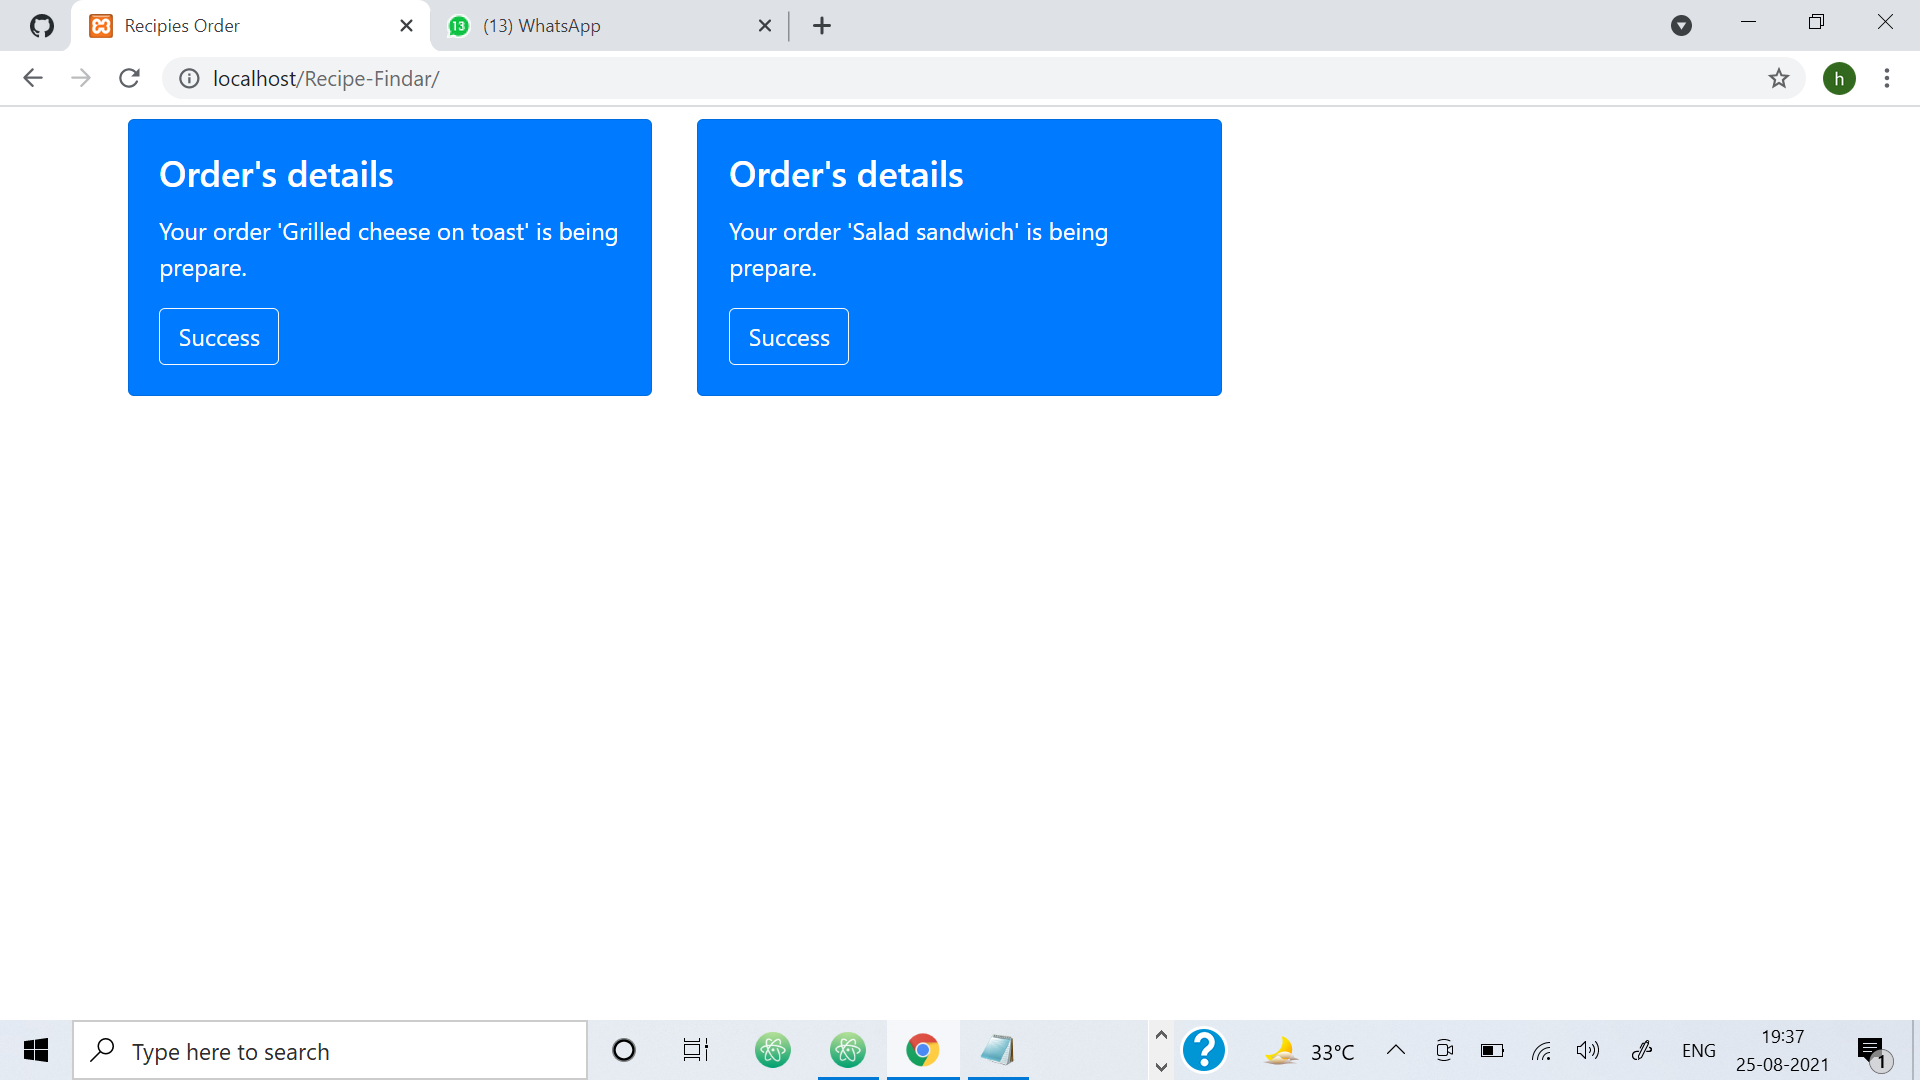 Recipies Order
13
(13) WhatsApp
localhost/Recipe-Findar/
h
Order's details
Your order 'Grilled cheese on toast' is being
prepare.
Success
Order's details
Your order 'Salad sandwich' is being
prepare.
Success
Type here to search
?
33°C
ENG
19:37
25-08-2021
1